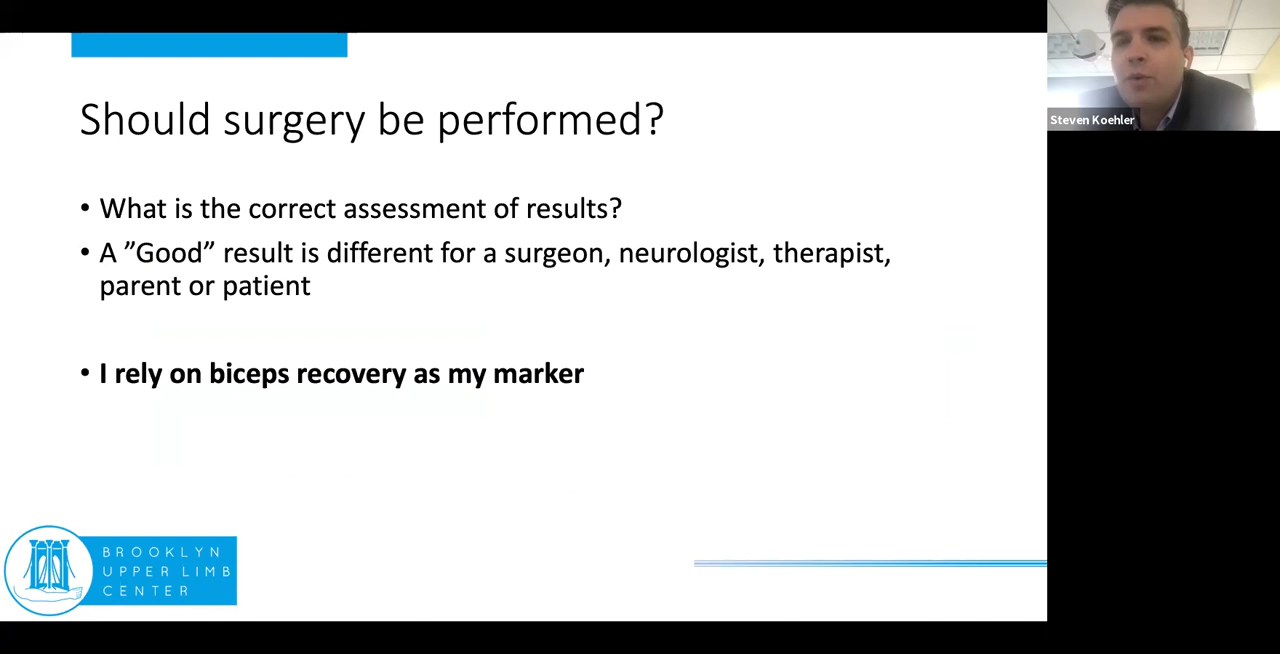 Should surgery be performed?
• What is the correct assessment of results?
• A ”Good” result is different for a surgeon, neurologist, therapist,
parent or patient
• I rely on biceps recovery as my marker
BROOKLYN
UPPER LIMB
CENTER
Steven Koehler